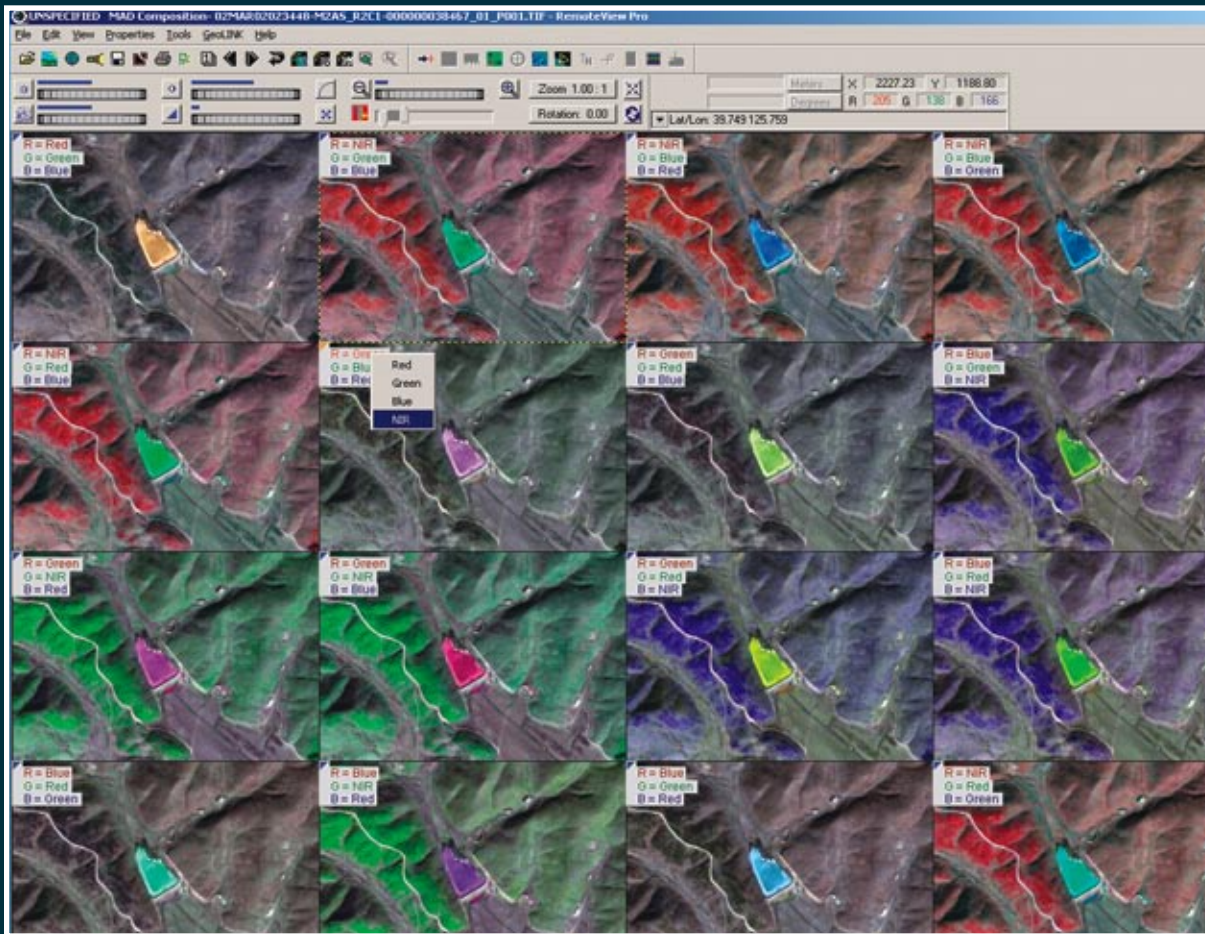 UNSPECIFIED MAD Composition- 02MAR02023448-M2AS_R2C1-000000038467_01_P001.TIF - RemoteView Pro
File Edit View Properties Tools GeoLINK Help
Zoom 1.00 : 1
Meters
X 2227.23 Y 1188.80
Rotation: 0.00
Degrees
R 205 G 138 B 166
Lat/Lon: 39.749 125.759
R = Red
G = Green
B = Blue
R = NIR
G = Green
B = Blue
R = NIR
G = Blue
B = Red
R = NIR
G = Blue
B = Green
R = NIR
G = Red
B = Blue
R = Green
G = Blue
B = Red
Red
Green
Blue
NIR
R = Green
G = Red
B = Blue
R = Blue
G = Green
B = NIR
R = Green
G = NIR
B = Red
R = Green
G = NIR
B = Blue
R = Green
G = Red
B = NIR
R = Blue
G = Red
B = NIR
R = Blue
G = Red
B = Green
R = Blue
G = NIR
B = Red
R = Blue
G = Green
B = Red
R = NIR
G = Red
B = Green